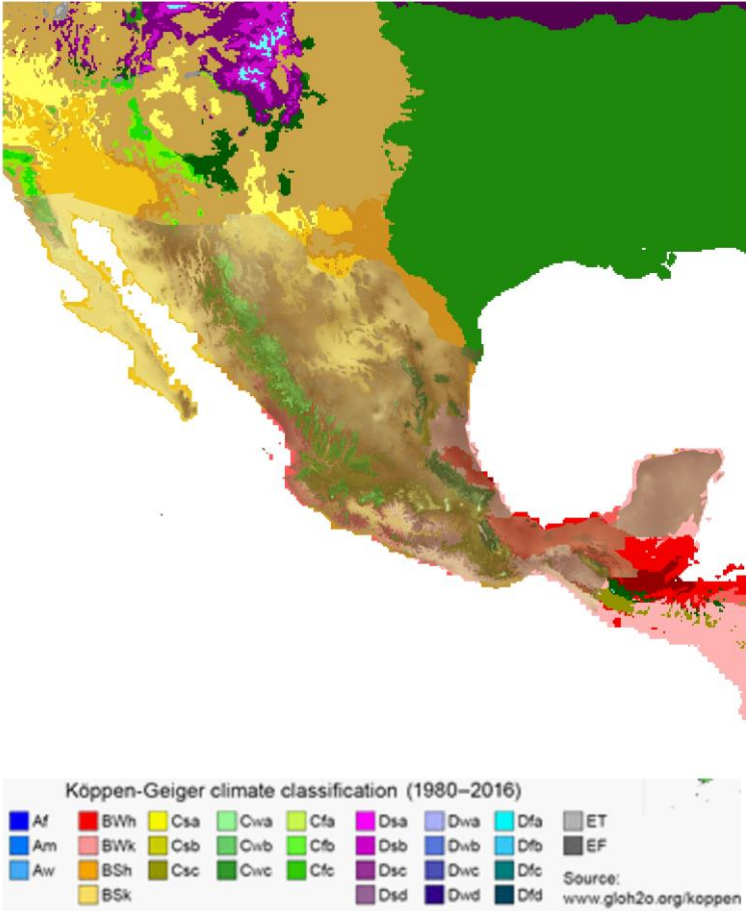 Köppen-Geiger climate classification (1980–2016)
Af BWh Csa Cwa Cfa Dsa Dwa Dfa ET
Am BWk Csb Cwb Cfb Dsb Dwb Dfb EF
Aw BSh Csc Cwc Cfc Dsc Dwc Dfc Source:
BSk Dsd Dwd Dfd www.gloh2o.org/koppen